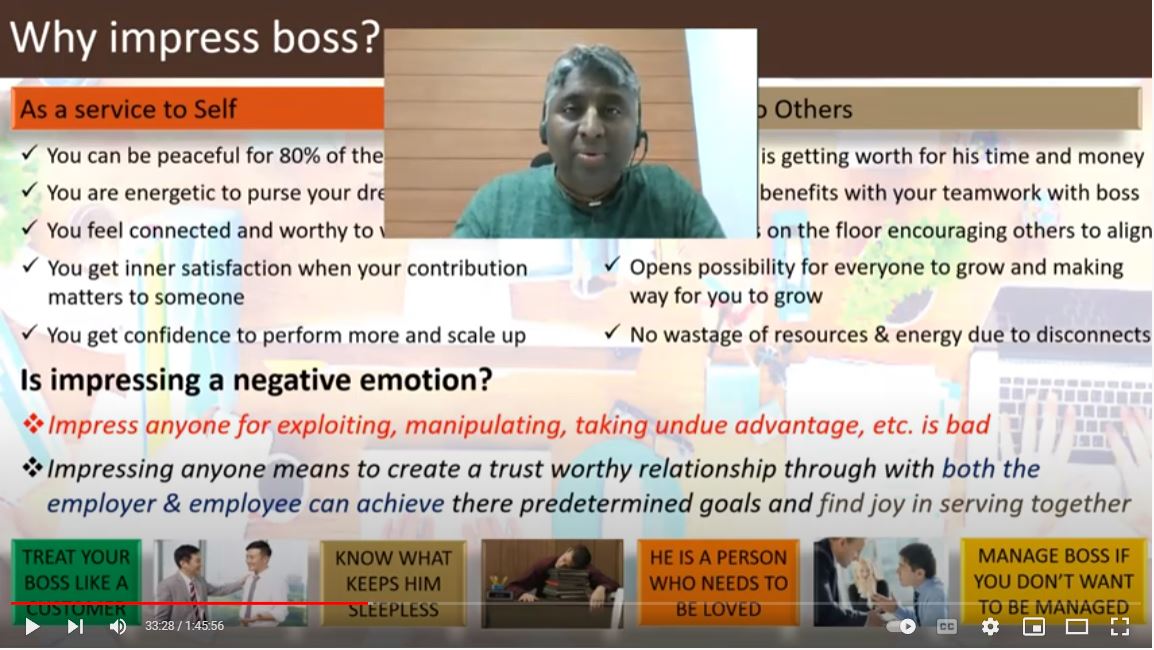 Why impress boss?
As a service to Self
✓ You can be peaceful for 80% of the
✓ You are energetic to purse your
✓ You feel connected and worthy to
✓ You get inner satisfaction when your contribution
matters to someone
✓ You get confidence to perform more and scale up
Others
is getting worth for his time and money
benefits with your teamwork with boss
on the floor encouraging others to align
✓ Opens possibility for everyone to grow and making
way for you to grow
✓ No wastage of resources & energy due to disconnects
Is impressing a negative emotion?
❖Impress anyone for exploiting, manipulating, taking undue advantage, etc. is bad
❖Impressing anyone means to create a trust worthy relationship through with both the
employer & employee can achieve there predetermined goals and find joy in serving together
TREAT YOUR
BOSS LIKE A
CUSTOMER
KNOW WHAT
KEEPS HIM
SLEEPLESS
HE IS A PERSON
WHO NEEDS TO
BE LOVED
MANAGE BOSS IF
YOU DON'T WANT
TO BE MANAGED
33:28 / 1:45:56
CC